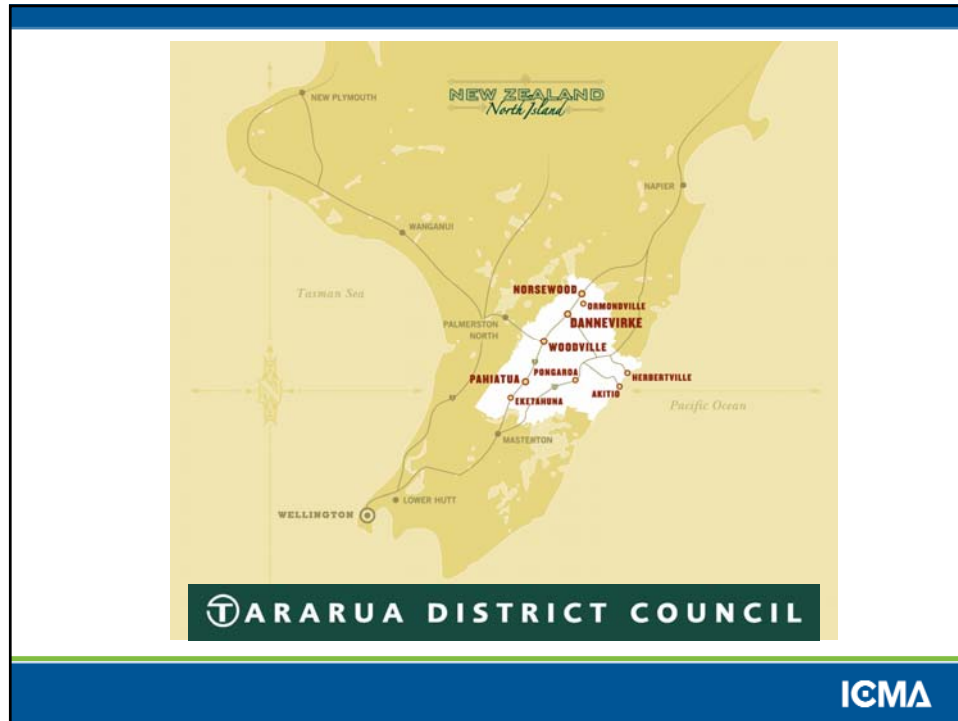 NEW ZEALAND
North Island
NEW PLYMOUTH
NAPIER
WANGANUI
Tasman Sea
NORSEWOOD
ORMONDVILLE
DANNEVIRKE
PALMERSTON
NORTH
WOODVILLE
PONGAROA
HERBERTVILLE
PAHIATUA
AKITIO
EKETAHUNA
Pacific Ocean
MASTERTON
LOWER HUTT
WELLINGTON
TARARUA DISTRICT COUNCIL
ICMA